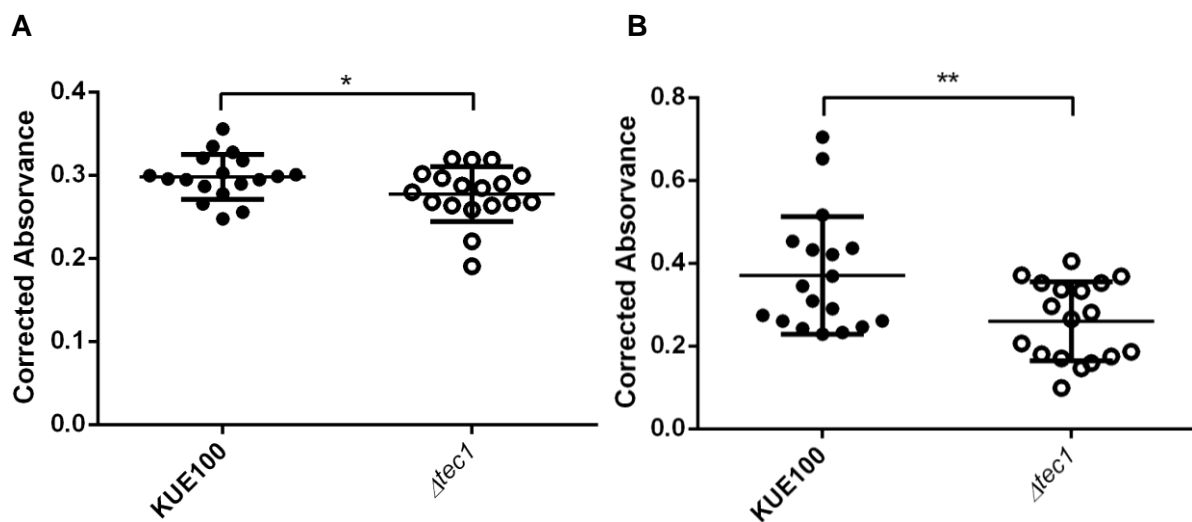 A
Corrected Absorvance
0.4
0.3
0.2
0.1
0.0
*
KUE100
Δtec1
B
Corrected Absorvance
0.8
0.6
0.4
0.2
0.0
**
KUE100
Δtec1